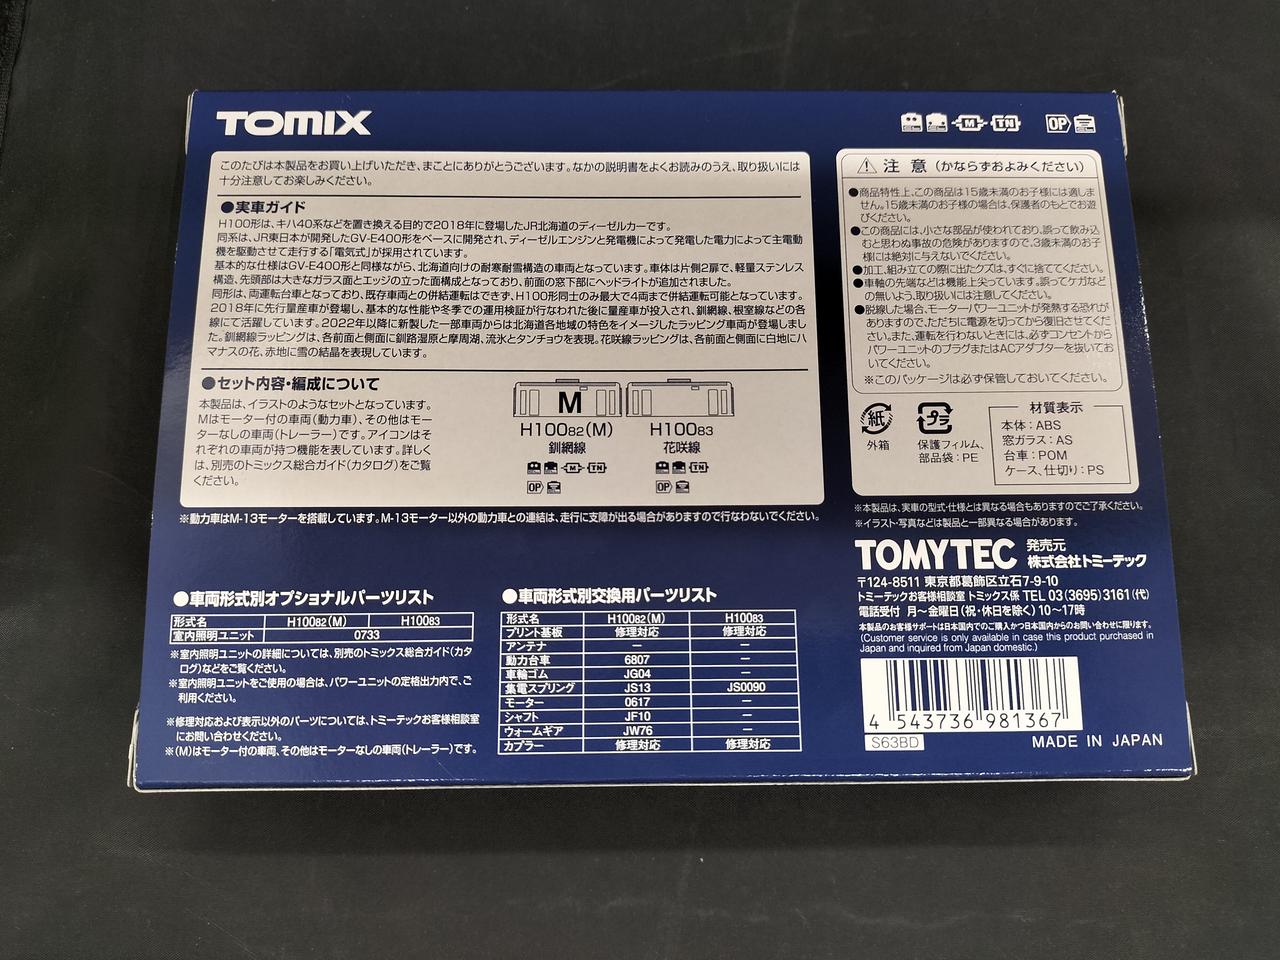 TOMIX
M TN OP
このたびは本製品をお買い上げいただき、まことにありがとうございます。なかの説明書をよくお読みのうえ、取り扱いには
十分注意してお楽しみください。
●実車ガイド
H100形は、キハ40系などを置き換える目的で2018年に登場したJR北海道のディーゼルカーです。
同系は、JR東日本が開発したGV-E400形をベースに開発され、ディーゼルエンジンと発電機によって発電した電力によって主電動
機を駆動させて走行する「電気式」が採用されています。
基本的な仕様はGV-E400形と同様ながら、北海道向けの耐寒耐雪構造の車両となっています。車体は片側2扉で、軽量ステンレス
構造、先頭部は大きなガラス面とエッジの立った面構成となっており、前面の窓下部にヘッドライトが追加されました。
同形は、両運転台車となっており、既存車両との併結運転はできず、H100形同士のみ最大で4両まで併結運転可能となっています。
2018年に先行量産車が登場し、基本的な性能や冬季での運用検証が行なわれた後に量産車が投入され、釧網線、根室線などの各
線にて活躍しています。2022年以降に新製した一部車両からは北海道各地域の特色をイメージしたラッピング車両が登場しまし
た。釧網線ラッピングは、各前面と側面に釧路湿原と摩周湖、流氷とタンチョウを表現。花咲線ラッピングは、各前面と側面に白地にハ
マナスの花、赤地に雪の結晶を表現しています。
●セット内容・編成について
本製品は、イラストのようなセットとなっています。
Mはモーター付の車両(動力車)、その他はモー
ターなしの車両(トレーラー)です。アイコンはそ
れぞれの車両が持つ機能を表しています。詳しく
は、別売のトミックス総合ガイド(カタログ)をご覧
ください。
M
H10082(M) H10083
釧網線 花咲線
M TN TN
OP OP
※動力車はM-13モーターを搭載しています。M-13モーター以外の動力車との連結は、走行に支障が出る場合がありますので行なわないでください。
●車両形式別オプショナルパーツリスト
形式名 H10082(M) H10083
室内照明ユニット 0733
※室内照明ユニットの詳細については、別売のトミックス総合ガイド(カタ
ログ)などをご覧ください。
※室内照明ユニットをご使用の場合は、パワーユニットの定格出力内で、ご
利用ください。
※修理対応および表示以外のパーツについては、トミーテックお客様相談室
にお問い合わせください。
※(M)はモーター付の車両、その他はモーターなしの車両(トレーラー)です。
●車両形式別交換用パーツリスト
形式名 H10082(M) H10083
プリント基板 修理対応 修理対応
アンテナ － －
動力台車 6807 －
車輪ゴム JG04 －
集電スプリング JS13 JS0090
モーター 0617 －
シャフト JF10 －
ウォームギア JW76 －
カプラー 修理対応 修理対応
注 意 (かならずおよみください)
●商品特性上、この商品は15歳未満のお子様には適しま
せん。15歳未満のお子様の場合は、保護者のもとでお遊
びください。
●この商品には、小さな部品が使われており、誤って飲み込
むと思わぬ事故の危険がありますので、3歳未満のお子
様には絶対に与えないでください。
●加工、組み立ての際に出たクズは、すぐに捨ててください。
●車輪の先端などは機能上尖っています。誤ってケガなど
の無いよう、取り扱いには注意してください。
●脱線した場合、モーターパワーユニットが発熱する恐れが
ありますので、ただちに電源を切ってから復旧させてくだ
さい。また、運転を行わないときには、必ずコンセントから
パワーユニットのプラグまたはACアダプターを抜いてお
いてください。
※このパッケージは必ず保管しておいてください。
紙
外箱
プラ
保護フィルム、
部品袋：PE
材質表示
本体：ABS
窓ガラス：AS
台車：POM
ケース、仕切り：PS
※本製品は、実車の型式・仕様とは異なる場合もありますのでご了承ください。
※イラスト・写真などは製品と一部異なる場合があります。
TOMYTEC 発売元
株式会社トミーテック
〒124-8511 東京都葛飾区立石7-9-10
トミーテックお客様相談室 トミックス係 TEL 03(3695)3161(代)
電話受付 月～金曜日(祝・休日を除く)10～17時
本製品のお客様サポートは日本国内でのご購入かつ日本国内からのお問い合わせに限ります。
(Customer service is only available in case this product purchased in
Japan and inquired from Japan domestic.)
4 543736 981367
S63BD
MADE IN JAPAN